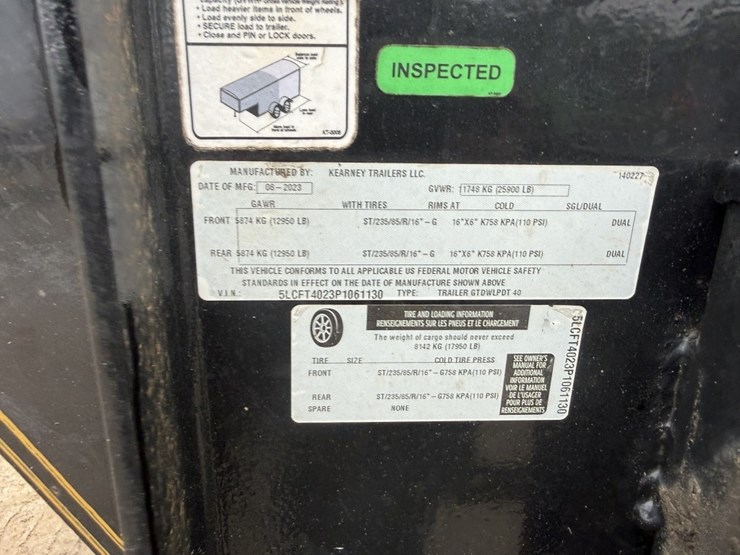 • Load heavier items in front of wheels.
• Load evenly side to side.
• SECURE load to trailer.
• Close and PIN or LOCK doors.
INSPECTED
MANUFACTURED BY: KEARNEY TRAILERS LLC. 140227
DATE OF MFG: 08-2023 GVWR: 11748 KG (25900 LB)
GAWR WITH TIRES RIMS AT COLD SGL/DUAL
FRONT 5874 KG (12950 LB) ST/235/85/R/16"-G 16"X6" K758 KPA(110 PSI) DUAL
REAR 5874 KG (12950 LB) ST/235/85/R/16"-G 16"X6" K758 KPA(110 PSI) DUAL
THIS VEHICLE CONFORMS TO ALL APPLICABLE US FEDERAL MOTOR VEHICLE SAFETY
STANDARDS IN EFFECT ON THE DATE OF MANUFACTURE SHOWN ABOVE
V.I.N.: 5LCFT4023P1061130 TYPE: TRAILER GTDWLPDT 40
TIRE AND LOADING INFORMATION
RENSEIGNEMENTS SUR LES PNEUS ET LE CHARGEMENT
The weight of cargo should never exceed
8142 KG (17950 LB)
TIRE SIZE COLD TIRE PRESS
FRONT ST/235/85/R/16"-G758 KPA(110 PSI)
REAR ST/235/85/R/16"-G758 KPA(110 PSI)
SPARE NONE
SEE OWNER'S
MANUAL FOR
ADDITIONAL
INFORMATION
VOIR LE MANUEL
DE L'USAGER
POUR PLUS DE
RENSEIGNEMENTS
5LCFT4023P1061130